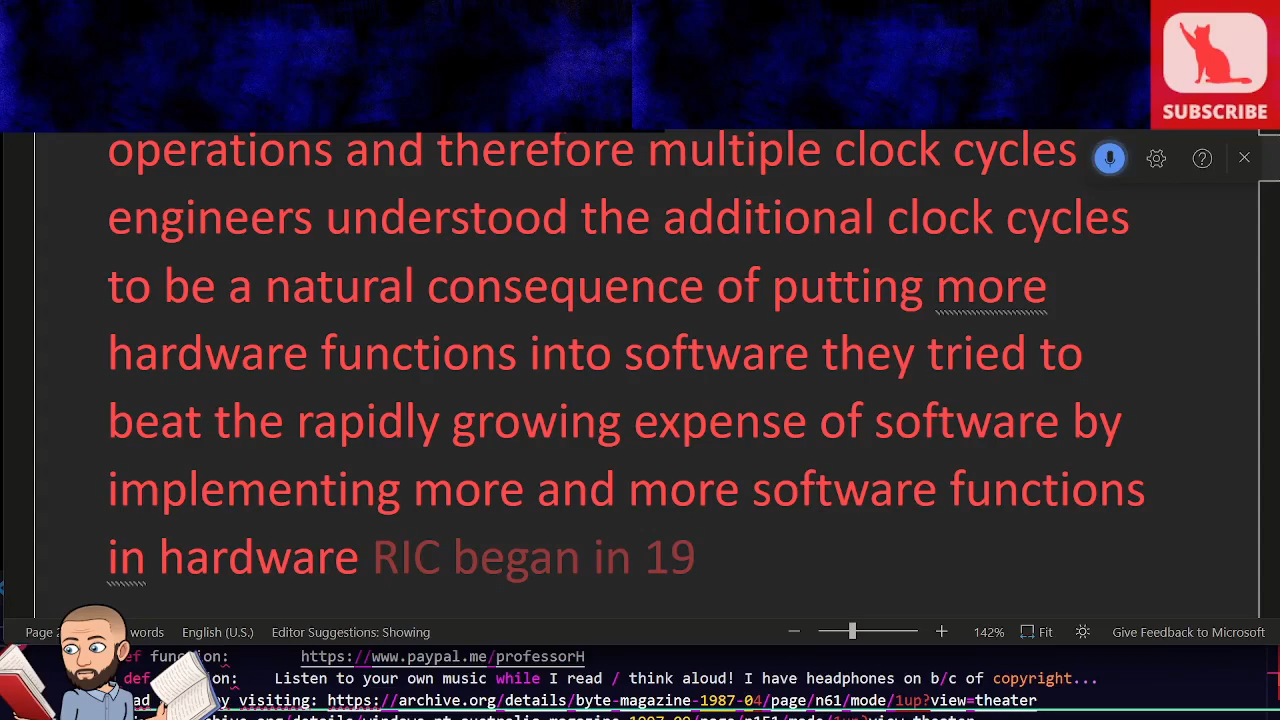 SUBSCRIBE
operations and therefore multiple clock cycles
engineers understood the additional clock cycles
to be a natural consequence of putting more
hardware functions into software they tried to
beat the rapidly growing expense of software by
implementing more and more software functions
in hardware RIC began in 19
Page words English (U.S.) Editor Suggestions: Showing 142% Fit Give Feedback to Microsoft
https://www.paypal.me/professorH
def Listen to your own music while I read / think aloud! I have headphones on b/c of copyright...
visiting: https://archive.org/details/byte-magazine-1987-04/page/n61/mode/1up?view=theater